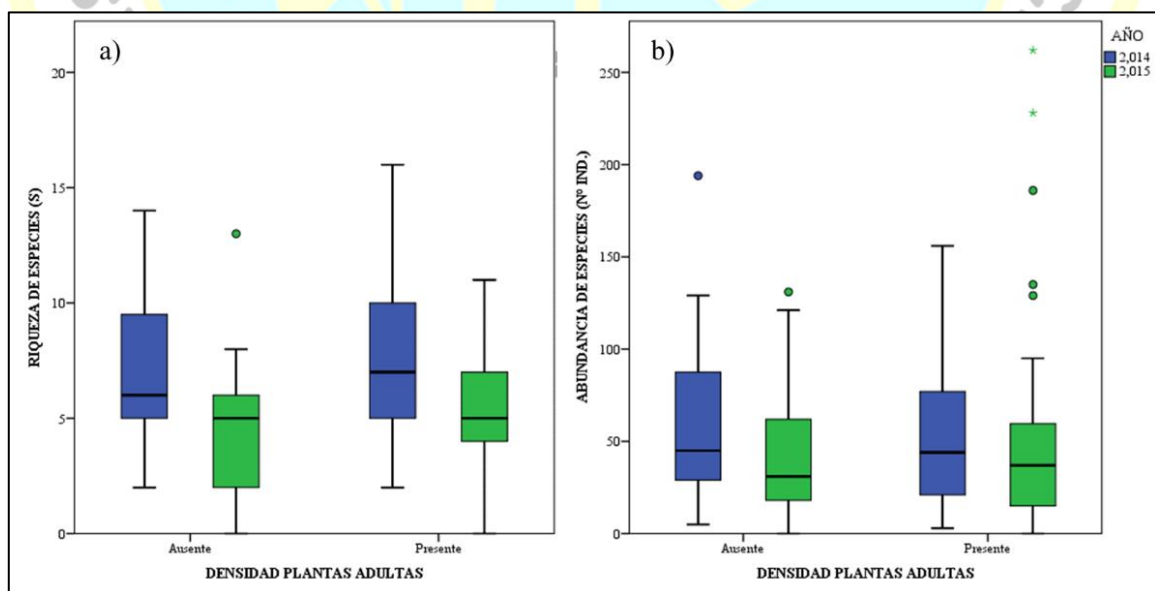 a)
20
15
10
5
0
RIQUEZA DE ESPECIES (S)
Ausente
Presente
DENSIDAD PLANTAS ADULTAS
b)
250
200
150
100
50
0
ABUNDANCIA DE ESPECIES (Nº IND.)
Ausente
Presente
DENSIDAD PLANTAS ADULTAS
AÑO
2,014
2,015